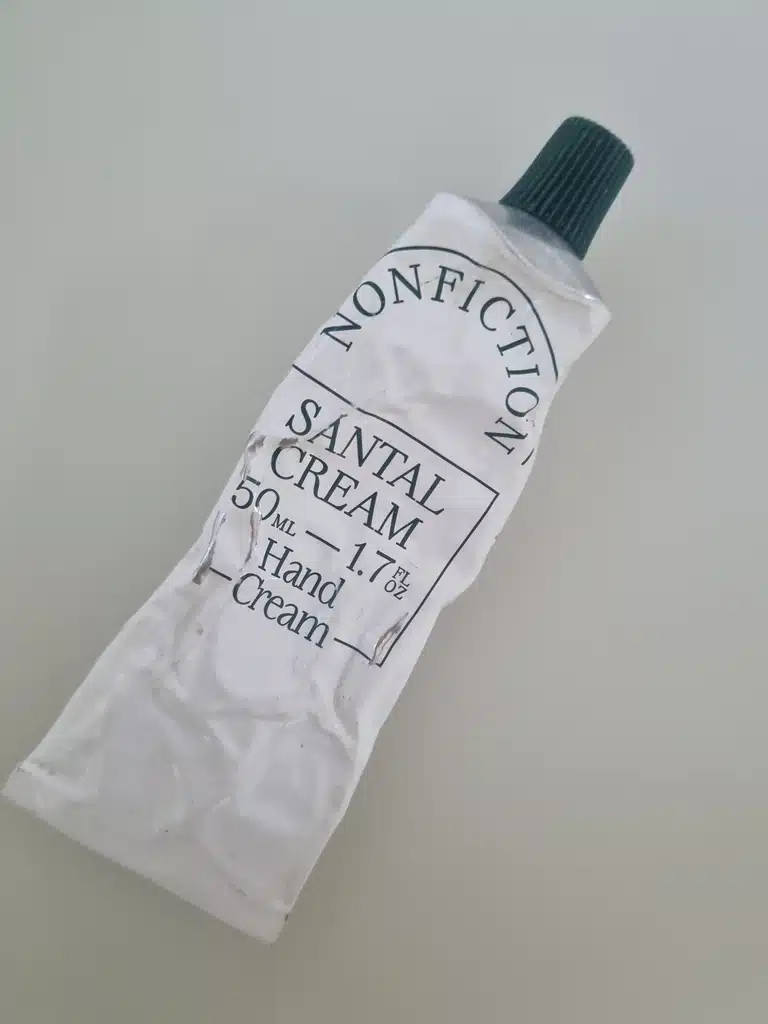 NONFICTION
SANTAL
CREAM
50ML — 1.7 FL OZ
Hand
Cream